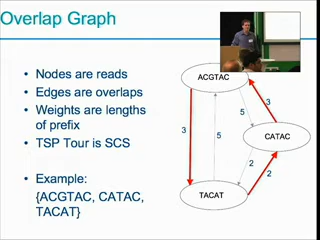 Overlap Graph
• Nodes are reads
• Edges are overlaps
• Weights are lengths
of prefix
• TSP Tour is SCS
• Example:
{ACGTAC, CATAC,
TACAT}
ACGTAC
3
5
3
5
CATAC
2
2
TACAT